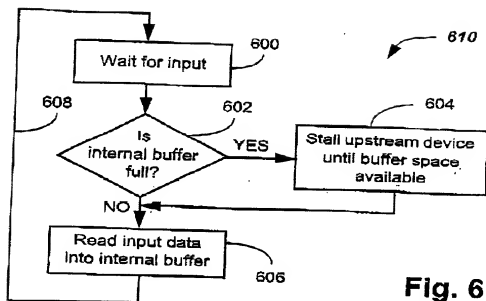 600
610
Wait for input
608
602
604
Is
internal buffer
full?
YES
Stall upstream device
until buffer space
available
NO
Read input data
into internal buffer
606
Fig. 6